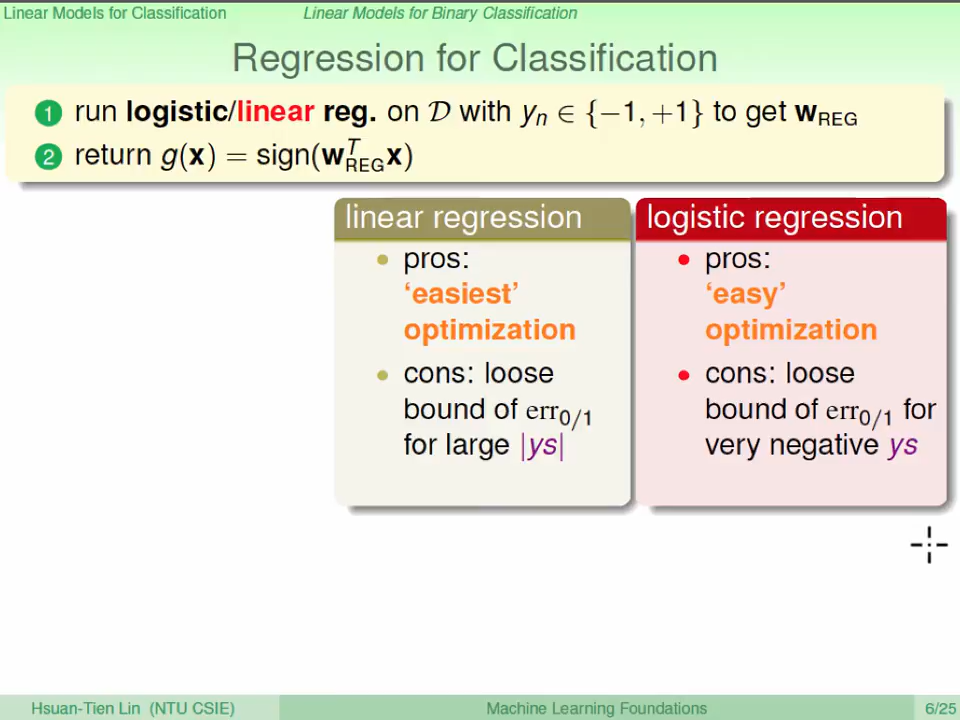 Linear Models for Classification
Linear Models for Binary Classification
Regression for Classification
1 run logistic/linear reg. on 𝒟 with yₙ ∈ {−1, +1} to get w_REG
2 return g(x) = sign(w_REG^T x)
linear regression
• pros:
‘easiest’
optimization
• cons: loose
bound of err_0/1
for large |ys|
logistic regression
• pros:
‘easy’
optimization
• cons: loose
bound of err_0/1 for
very negative ys
Hsuan-Tien Lin (NTU CSIE)
Machine Learning Foundations
6/25